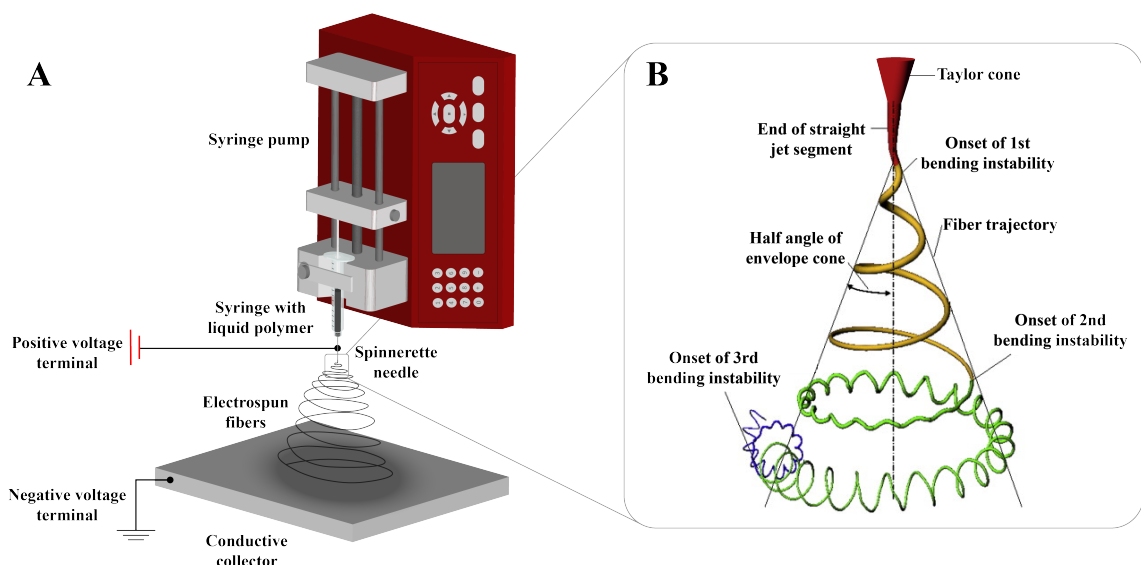 A
Syringe pump
Syringe with
liquid polymer
Positive voltage
terminal
Spinnerette
needle
Electrospun
fibers
Negative voltage
terminal
Conductive
collector
B
Taylor cone
End of straight
jet segment
Onset of 1st
bending instability
Half angle of
envelope cone
Fiber trajectory
Onset of 2nd
bending instability
Onset of 3rd
bending instability